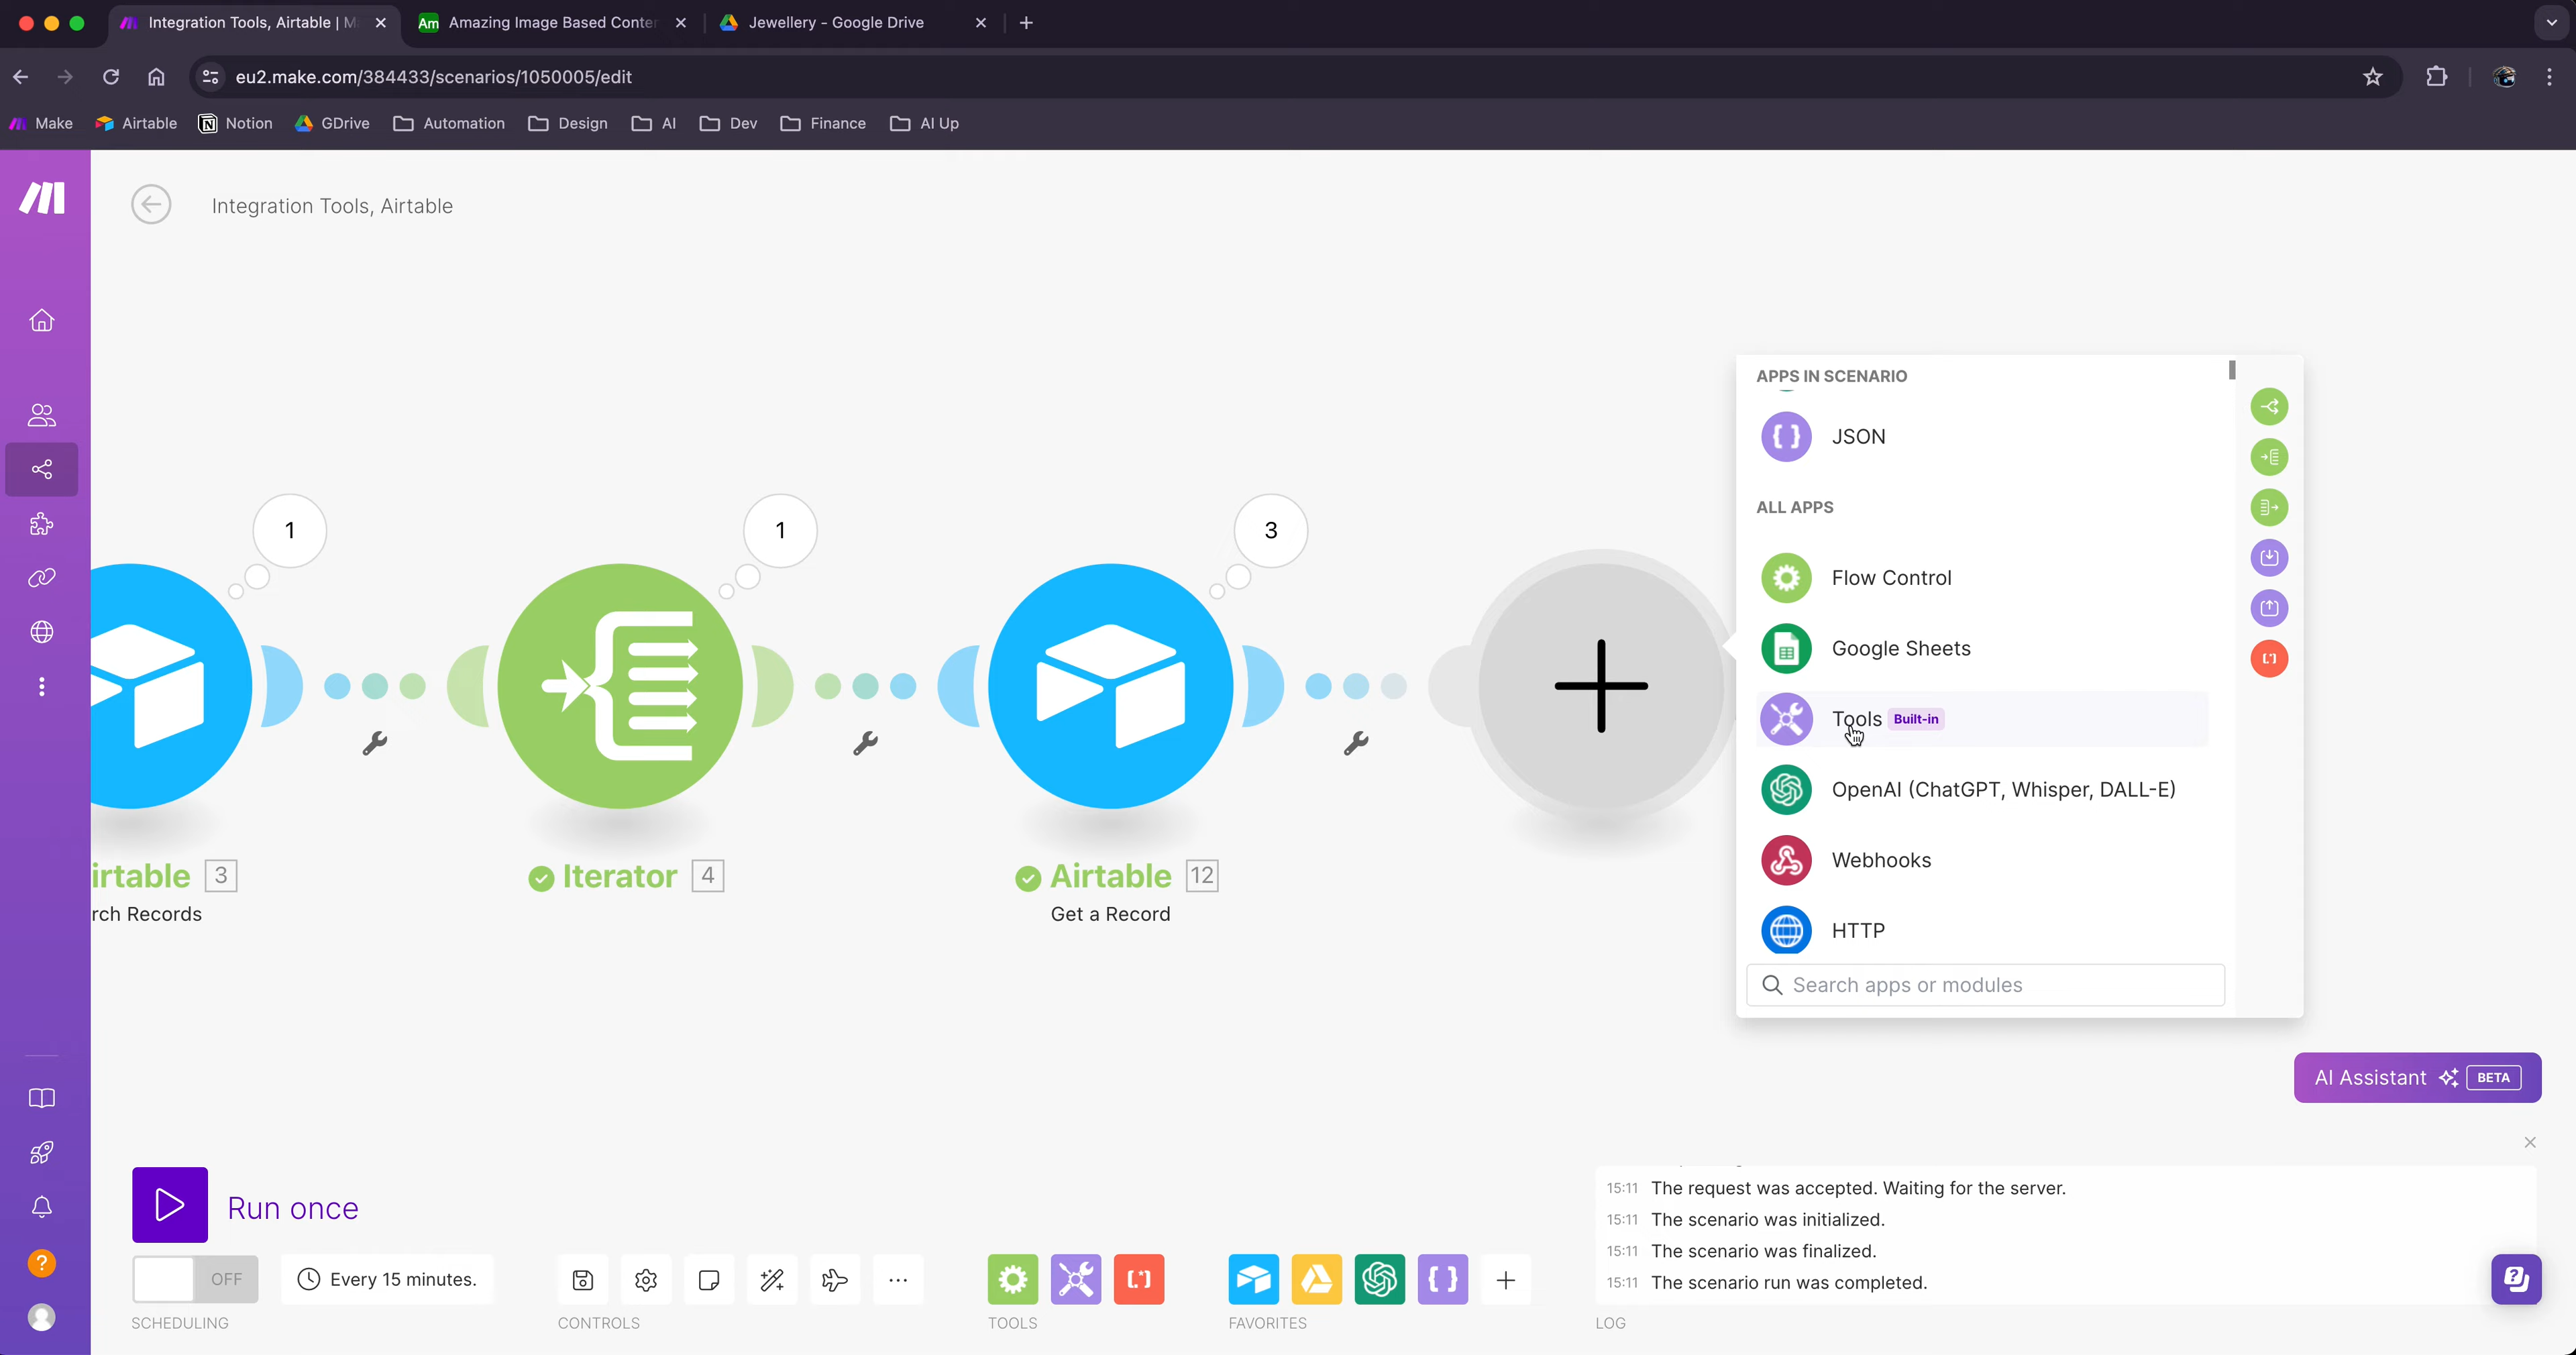 Integration Tools, Airtable | M
Amazing Image Based Conter
Jewellery - Google Drive
eu2.make.com/384433/scenarios/1050005/edit
Make
Airtable
Notion
GDrive
Automation
Design
AI
Dev
Finance
AI Up
Integration Tools, Airtable
1
1
3
irtable 3
rch Records
Iterator 4
Airtable 12
Get a Record
APPS IN SCENARIO
JSON
ALL APPS
Flow Control
Google Sheets
Tools Built-in
OpenAI (ChatGPT, Whisper, DALL-E)
Webhooks
HTTP
Search apps or modules
AI Assistant BETA
Run once
OFF
Every 15 minutes.
SCHEDULING
CONTROLS
TOOLS
FAVORITES
15:11 The request was accepted. Waiting for the server.
15:11 The scenario was initialized.
15:11 The scenario was finalized.
15:11 The scenario run was completed.
LOG